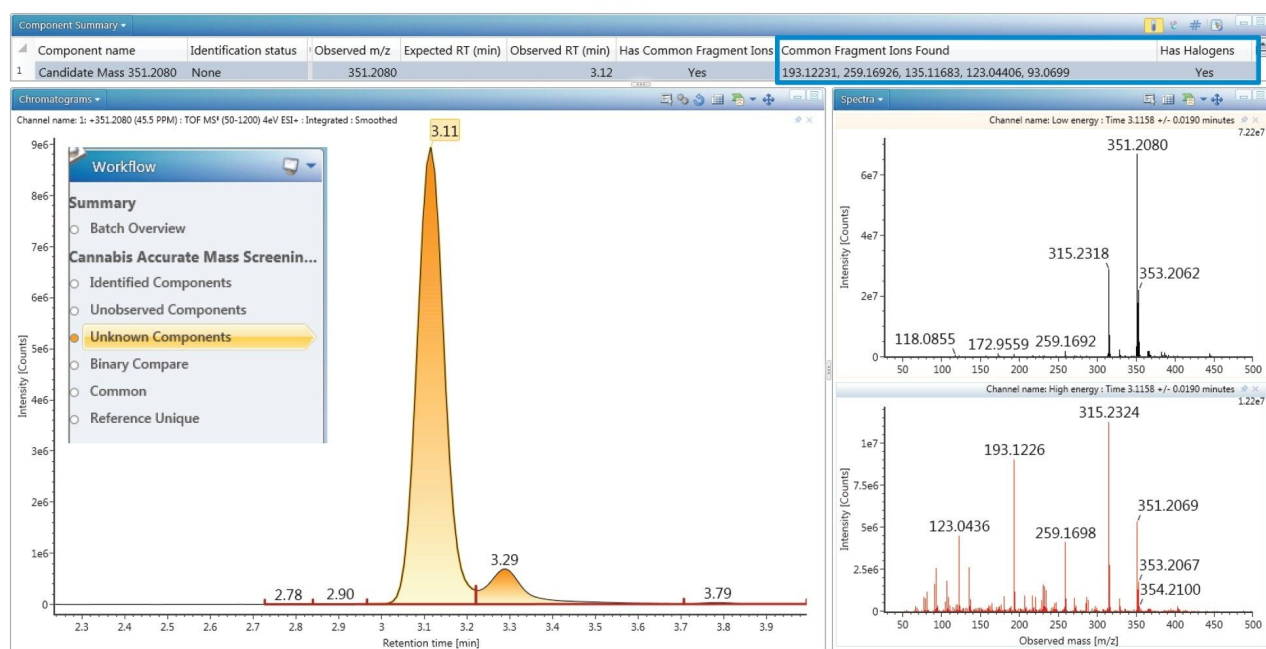 Component Summary
Component name Identification status Observed m/z Expected RT (min) Observed RT (min) Has Common Fragment Ions Common Fragment Ions Found Has Halogens
1 Candidate Mass 351.2080 None 351.2080 3.12 Yes 193.12231, 259.16926, 135.11683, 123.04406, 93.0699 Yes
Chromatograms
Channel name: 1: +351.2080 (45.5 PPM) : TOF MSᴱ (50-1200) 4eV ESI+ : Integrated : Smoothed
9e6
8e6
7e6
6e6
5e6
4e6
3e6
2e6
1e6
0
Intensity [Counts]
3.11
3.29
2.78
2.90
3.79
2.3 2.4 2.5 2.6 2.7 2.8 2.9 3 3.1 3.2 3.3 3.4 3.5 3.6 3.7 3.8 3.9
Retention time [min]
Workflow
Summary
Batch Overview
Cannabis Accurate Mass Screenin...
Identified Components
Unobserved Components
Unknown Components
Binary Compare
Common
Reference Unique
Spectra
Channel name: Low energy : Time 3.1158 +/- 0.0190 minutes
7.22e7
6e7
4e7
2e7
0
Intensity [Counts]
351.2080
315.2318
353.2062
118.0855
172.9559
259.1692
50 100 150 200 250 300 350 400 450 500
Channel name: High energy : Time 3.1158 +/- 0.0190 minutes
1.22e7
1e7
7.5e6
5e6
2.5e6
0
Intensity [Counts]
315.2324
193.1226
351.2069
123.0436
259.1698
353.2067
354.2100
50 100 150 200 250 300 350 400 450 500
Observed mass [m/z]